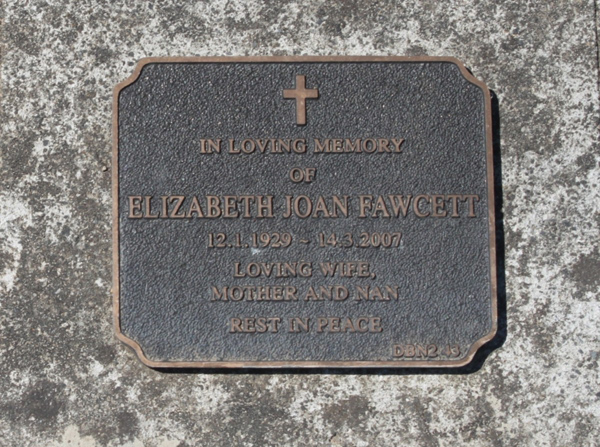 IN LOVING MEMORY
OF
ELIZABETH JOAN FAWCETT
12.1.1929 ~ 14.3.2007
LOVING WIFE,
MOTHER AND NAN
REST IN PEACE